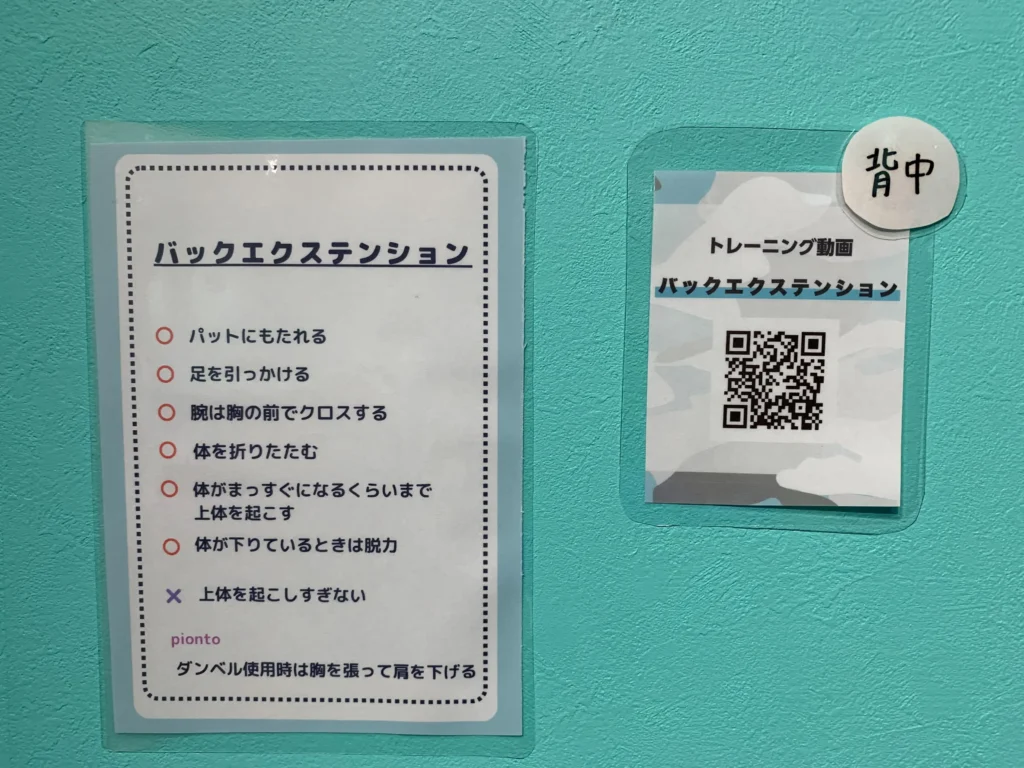 バックエクステンション
○ パットにもたれる
○ 足を引っかける
○ 腕は胸の前でクロスする
○ 体を折りたたむ
○ 体がまっすぐになるくらいまで
上体を起こす
○ 体が下りているときは脱力
× 上体を起こしすぎない
pionto
ダンベル使用時は胸を張って肩を下げる
背中
トレーニング動画
バックエクステンション